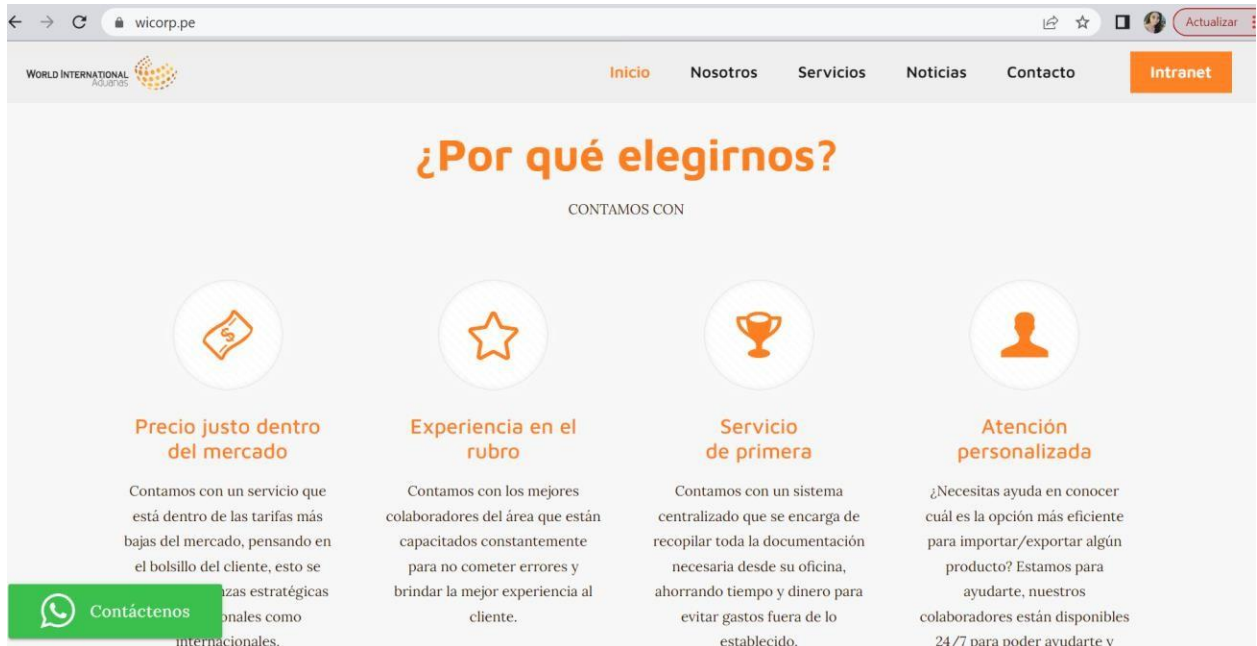 wicorp.pe
Actualizar
WORLD INTERNATIONAL
Aduanas
Inicio Nosotros Servicios Noticias Contacto Intranet
¿Por qué elegirnos?
CONTAMOS CON
$
Precio justo dentro
del mercado
Contamos con un servicio que
está dentro de las tarifas más
bajas del mercado, pensando en
el bolsillo del cliente, esto se
estratégicas
como
internacionales.
Experiencia en el
rubro
Contamos con los mejores
colaboradores del área que están
capacitados constantemente
para no cometer errores y
brindar la mejor experiencia al
cliente.
Servicio
de primera
Contamos con un sistema
centralizado que se encarga de
recopilar toda la documentación
necesaria desde su oficina,
ahorrando tiempo y dinero para
evitar gastos fuera de lo
establecido.
Atención
personalizada
¿Necesitas ayuda en conocer
cuál es la opción más eficiente
para importar/exportar algún
producto? Estamos para
ayudarte, nuestros
colaboradores están disponibles
24/7 para poder ayudarte y
Contáctenos